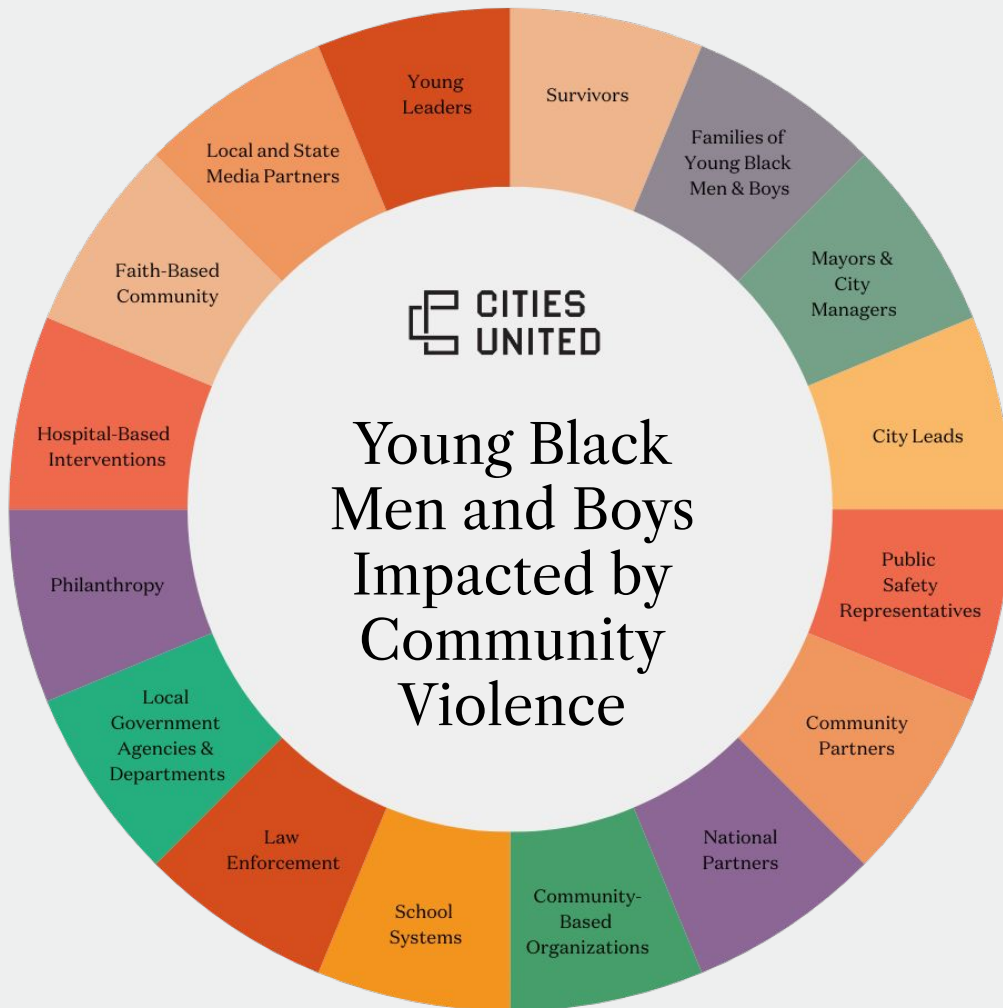 Young
Leaders
Survivors
Families of
Young Black
Men & Boys
Mayors &
City
Managers
City Leads
Public
Safety
Representatives
Community
Partners
National
Partners
Community-
Based
Organizations
School
Systems
Law
Enforcement
Local
Government
Agencies &
Departments
Philanthropy
Hospital-Based
Interventions
Faith-Based
Community
Local and State
Media Partners
CITIES
UNITED
Young Black
Men and Boys
Impacted by
Community
Violence